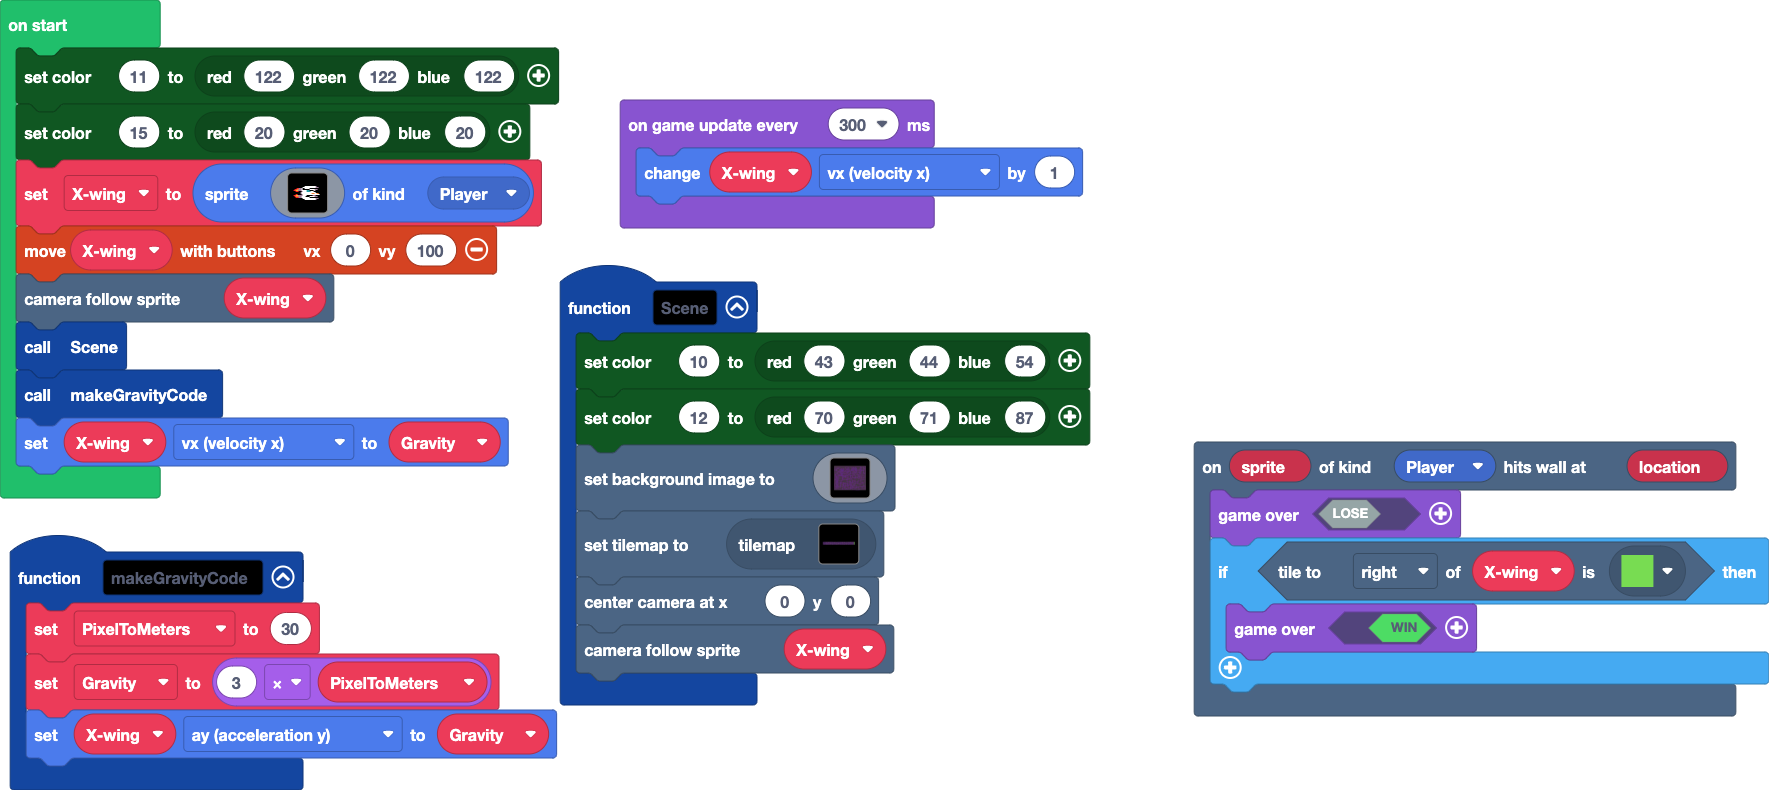 on start
set color 11 to red 122 green 122 blue 122
set color 15 to red 20 green 20 blue 20
set X-wing to sprite of kind Player
move X-wing with buttons vx 0 vy 100
camera follow sprite X-wing
call Scene
call makeGravityCode
set X-wing vx (velocity x) to Gravity
function makeGravityCode
set PixelToMeters to 30
set Gravity to 3 × PixelToMeters
set X-wing ay (acceleration y) to Gravity
on game update every 300 ms
change X-wing vx (velocity x) by 1
function Scene
set color 10 to red 43 green 44 blue 54
set color 12 to red 70 green 71 blue 87
set background image to
set tilemap to tilemap
center camera at x 0 y 0
camera follow sprite X-wing
on sprite of kind Player hits wall at location
game over LOSE
if tile to right of X-wing is then
game over WIN